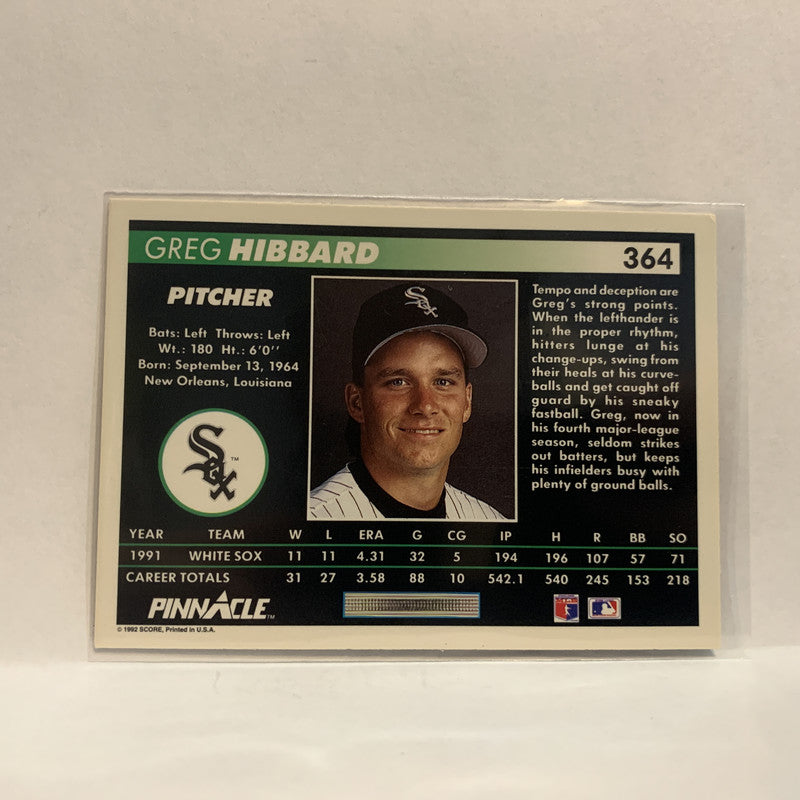 GREG HIBBARD
364
PITCHER
Bats: Left Throws: Left
Wt.: 180 Ht.: 6'0''
Born: September 13, 1964
New Orleans, Louisiana
Sox
Sox
TM
Tempo and deception are
Greg's strong points.
When the lefthander is
in the proper rhythm,
hitters lunge at his
change-ups, swing from
their heels at his curve-
balls and get caught off
guard by his sneaky
fastball. Greg, now in
his fourth major-league
season, seldom strikes
out batters, but keeps
his infielders busy with
plenty of ground balls.
YEAR TEAM W L ERA G CG IP H R BB SO
1991 WHITE SOX 11 11 4.31 32 5 194 196 107 57 71
CAREER TOTALS 31 27 3.58 88 10 542.1 540 245 153 218
PINNACLE TM
© 1992 SCORE, Printed in U.S.A.